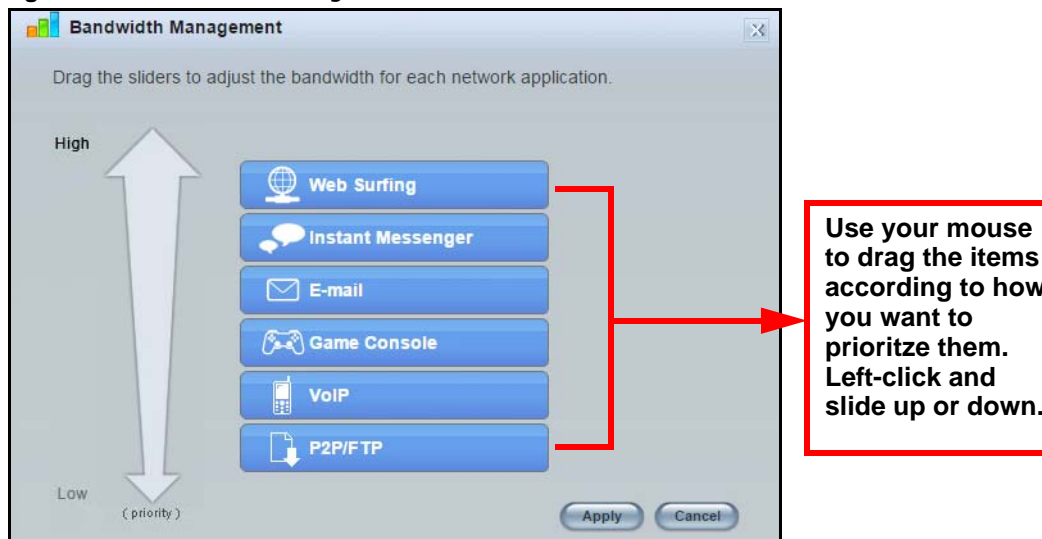 Bandwidth Management
Drag the sliders to adjust the bandwidth for each network application.
High
Web Surfing
Instant Messenger
E-mail
Game Console
VoIP
P2P/FTP
Low
( priority )
Apply
Cancel
Use your mouse
to drag the items
according to how
you want to
prioritze them.
Left-click and
slide up or down.